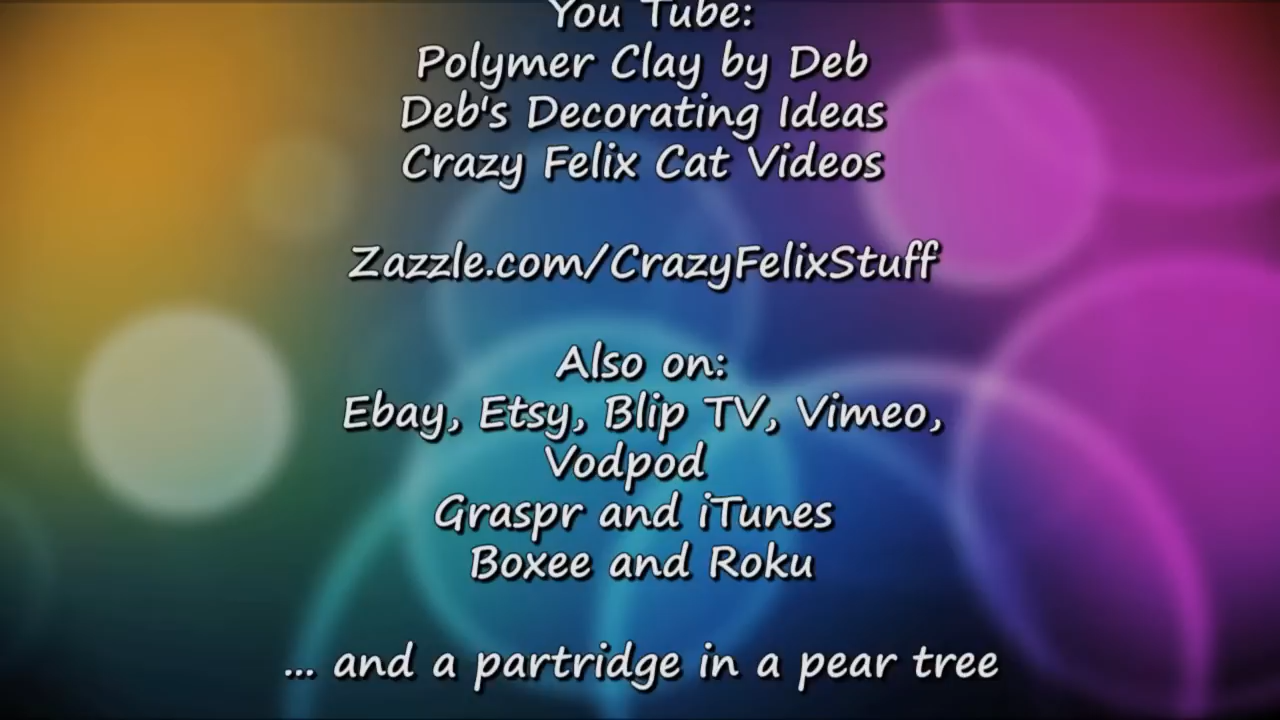 You Tube:
Polymer Clay by Deb
Deb's Decorating Ideas
Crazy Felix Cat Videos
Zazzle.com/CrazyFelixStuff
Also on:
Ebay, Etsy, Blip TV, Vimeo,
Vodpod
Graspr and iTunes
Boxee and Roku
... and a partridge in a pear tree